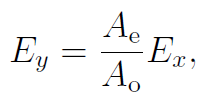 E_y = \frac{A_e}{A_o} E_x,